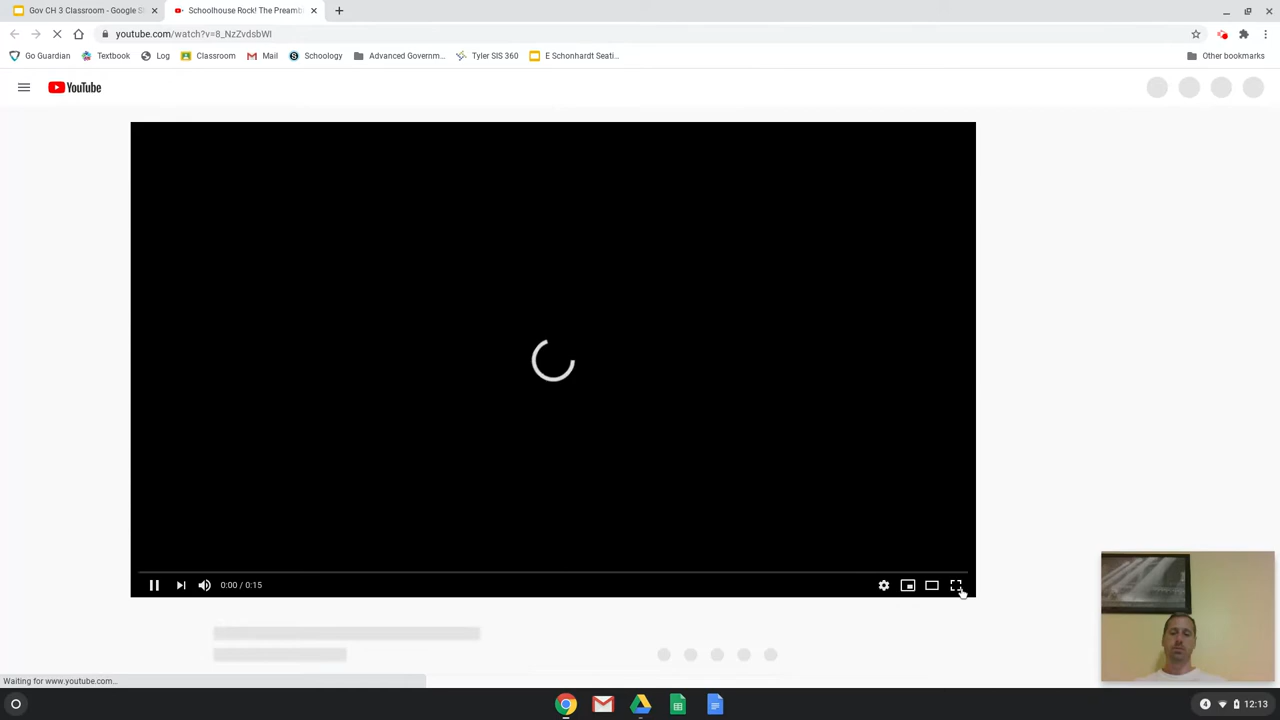 Gov CH 3 Classroom - Google S
Schoolhouse Rock! The Preamb
youtube.com/watch?v=8_NzZvdsbWI
Go Guardian
Textbook
Log
Classroom
Mail
Schoology
Advanced Governm...
Tyler SIS 360
E Schonhardt Seati...
Other bookmarks
YouTube
0:00 / 0:15
Waiting for www.youtube.com...
4
12:13